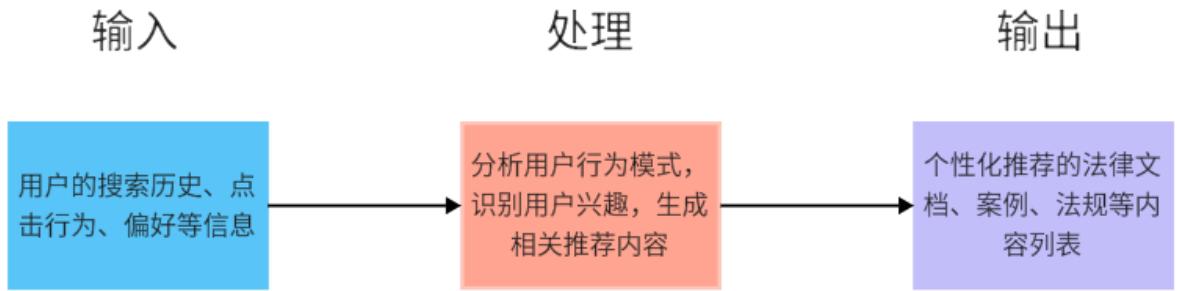 输入
处理
输出
用户的搜索历史、点
击行为、偏好等信息
分析用户行为模式，
识别用户兴趣，生成
相关推荐内容
个性化推荐的法律文
档、案例、法规等内
容列表